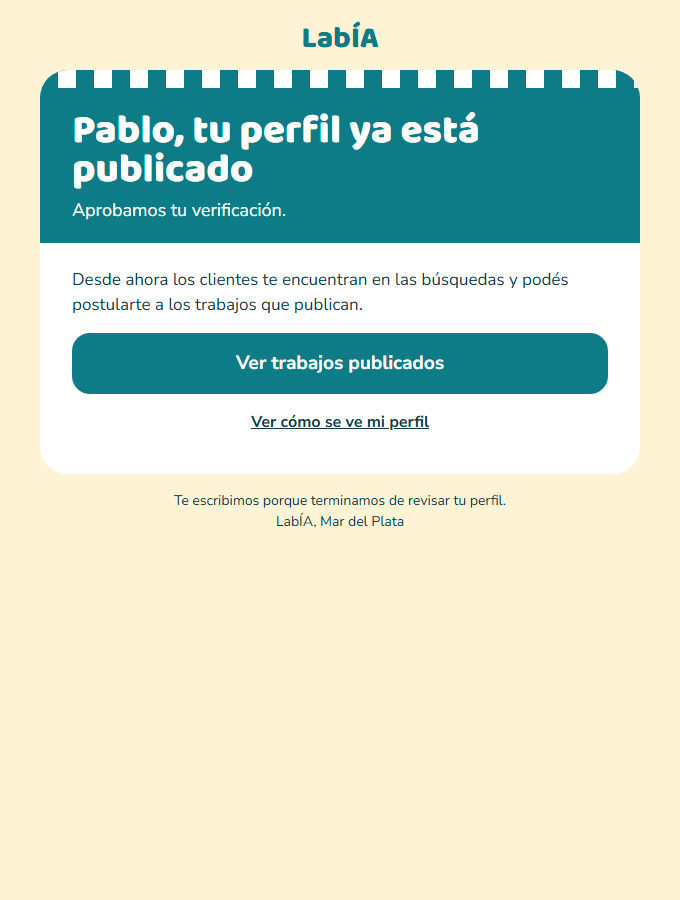 LabÍA
Pablo, tu perfil ya está
publicado
Aprobamos tu verificación.
Desde ahora los clientes te encuentran en las búsquedas y podés
postularte a los trabajos que publican.
Ver trabajos publicados
Ver cómo se ve mi perfil
Te escribimos porque terminamos de revisar tu perfil.
LabÍA, Mar del Plata